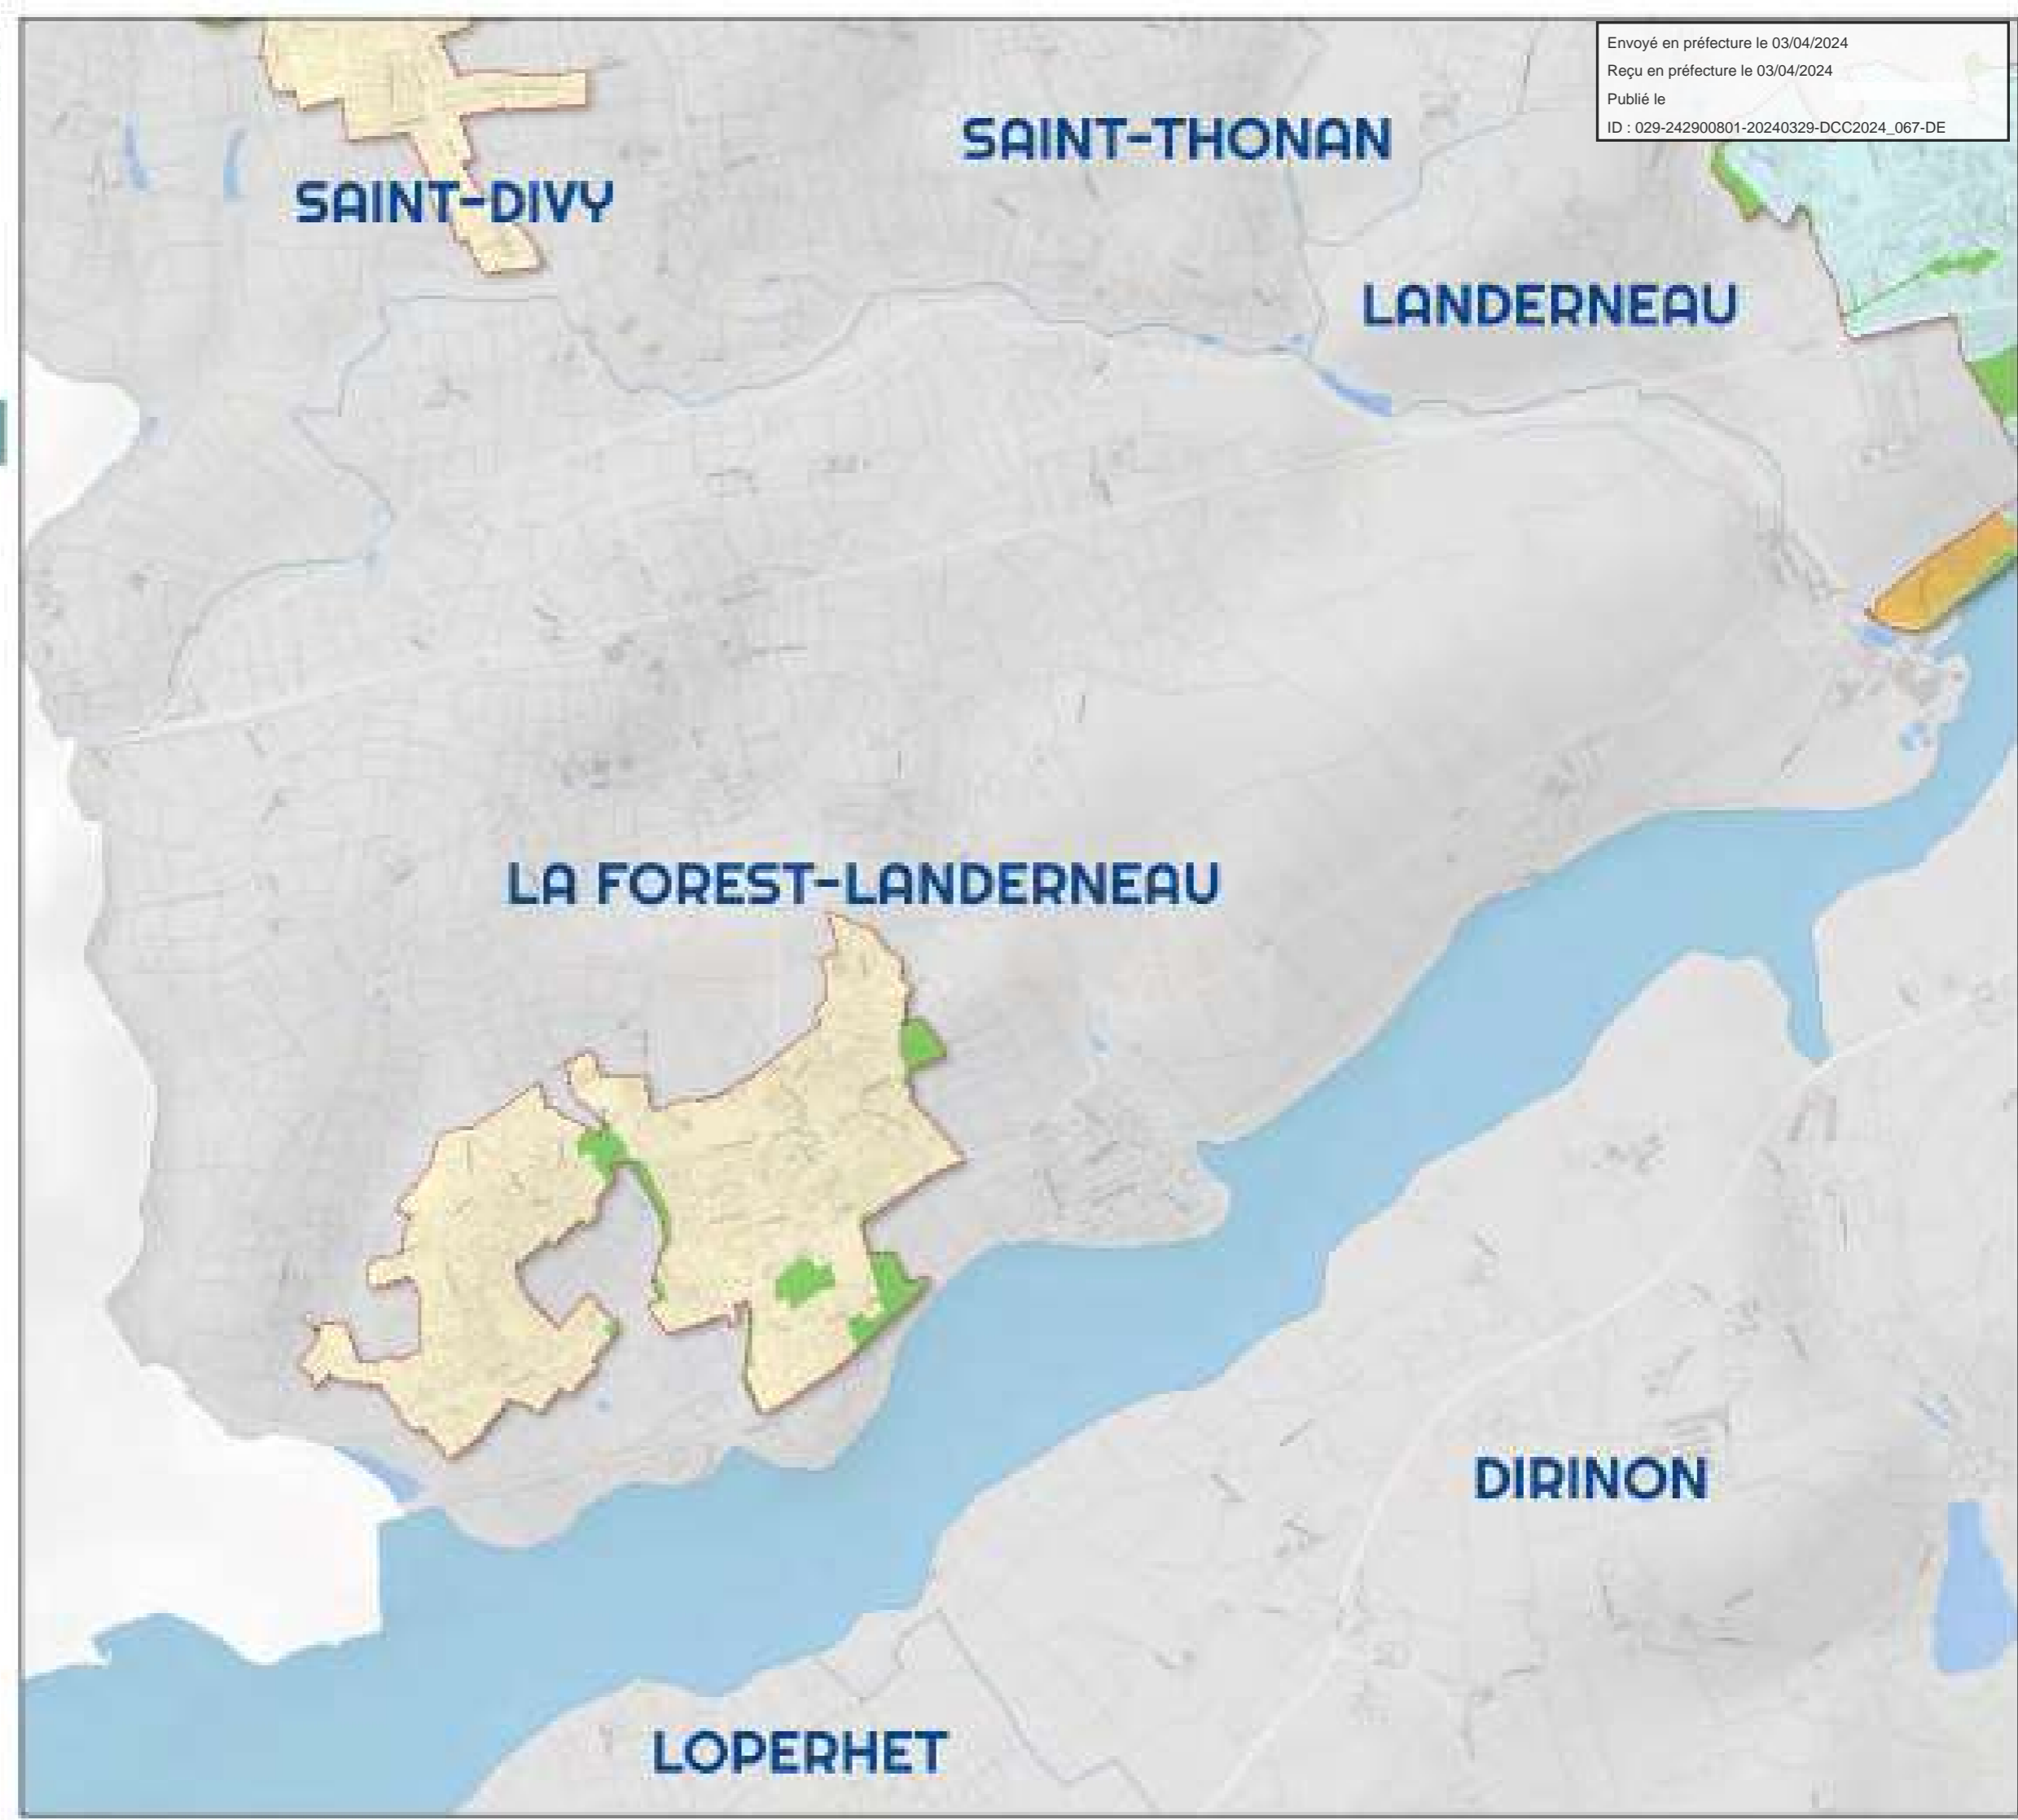 Envoyé en préfecture le 03/04/2024
Reçu en préfecture le 03/04/2024
Publié le
ID : 029-242900801-20240329-DCC2024_067-DE
SAINT-THONAN
SAINT-DIVY
LANDERNEAU
LA FOREST-LANDERNEAU
DIRINON
LOPERHET